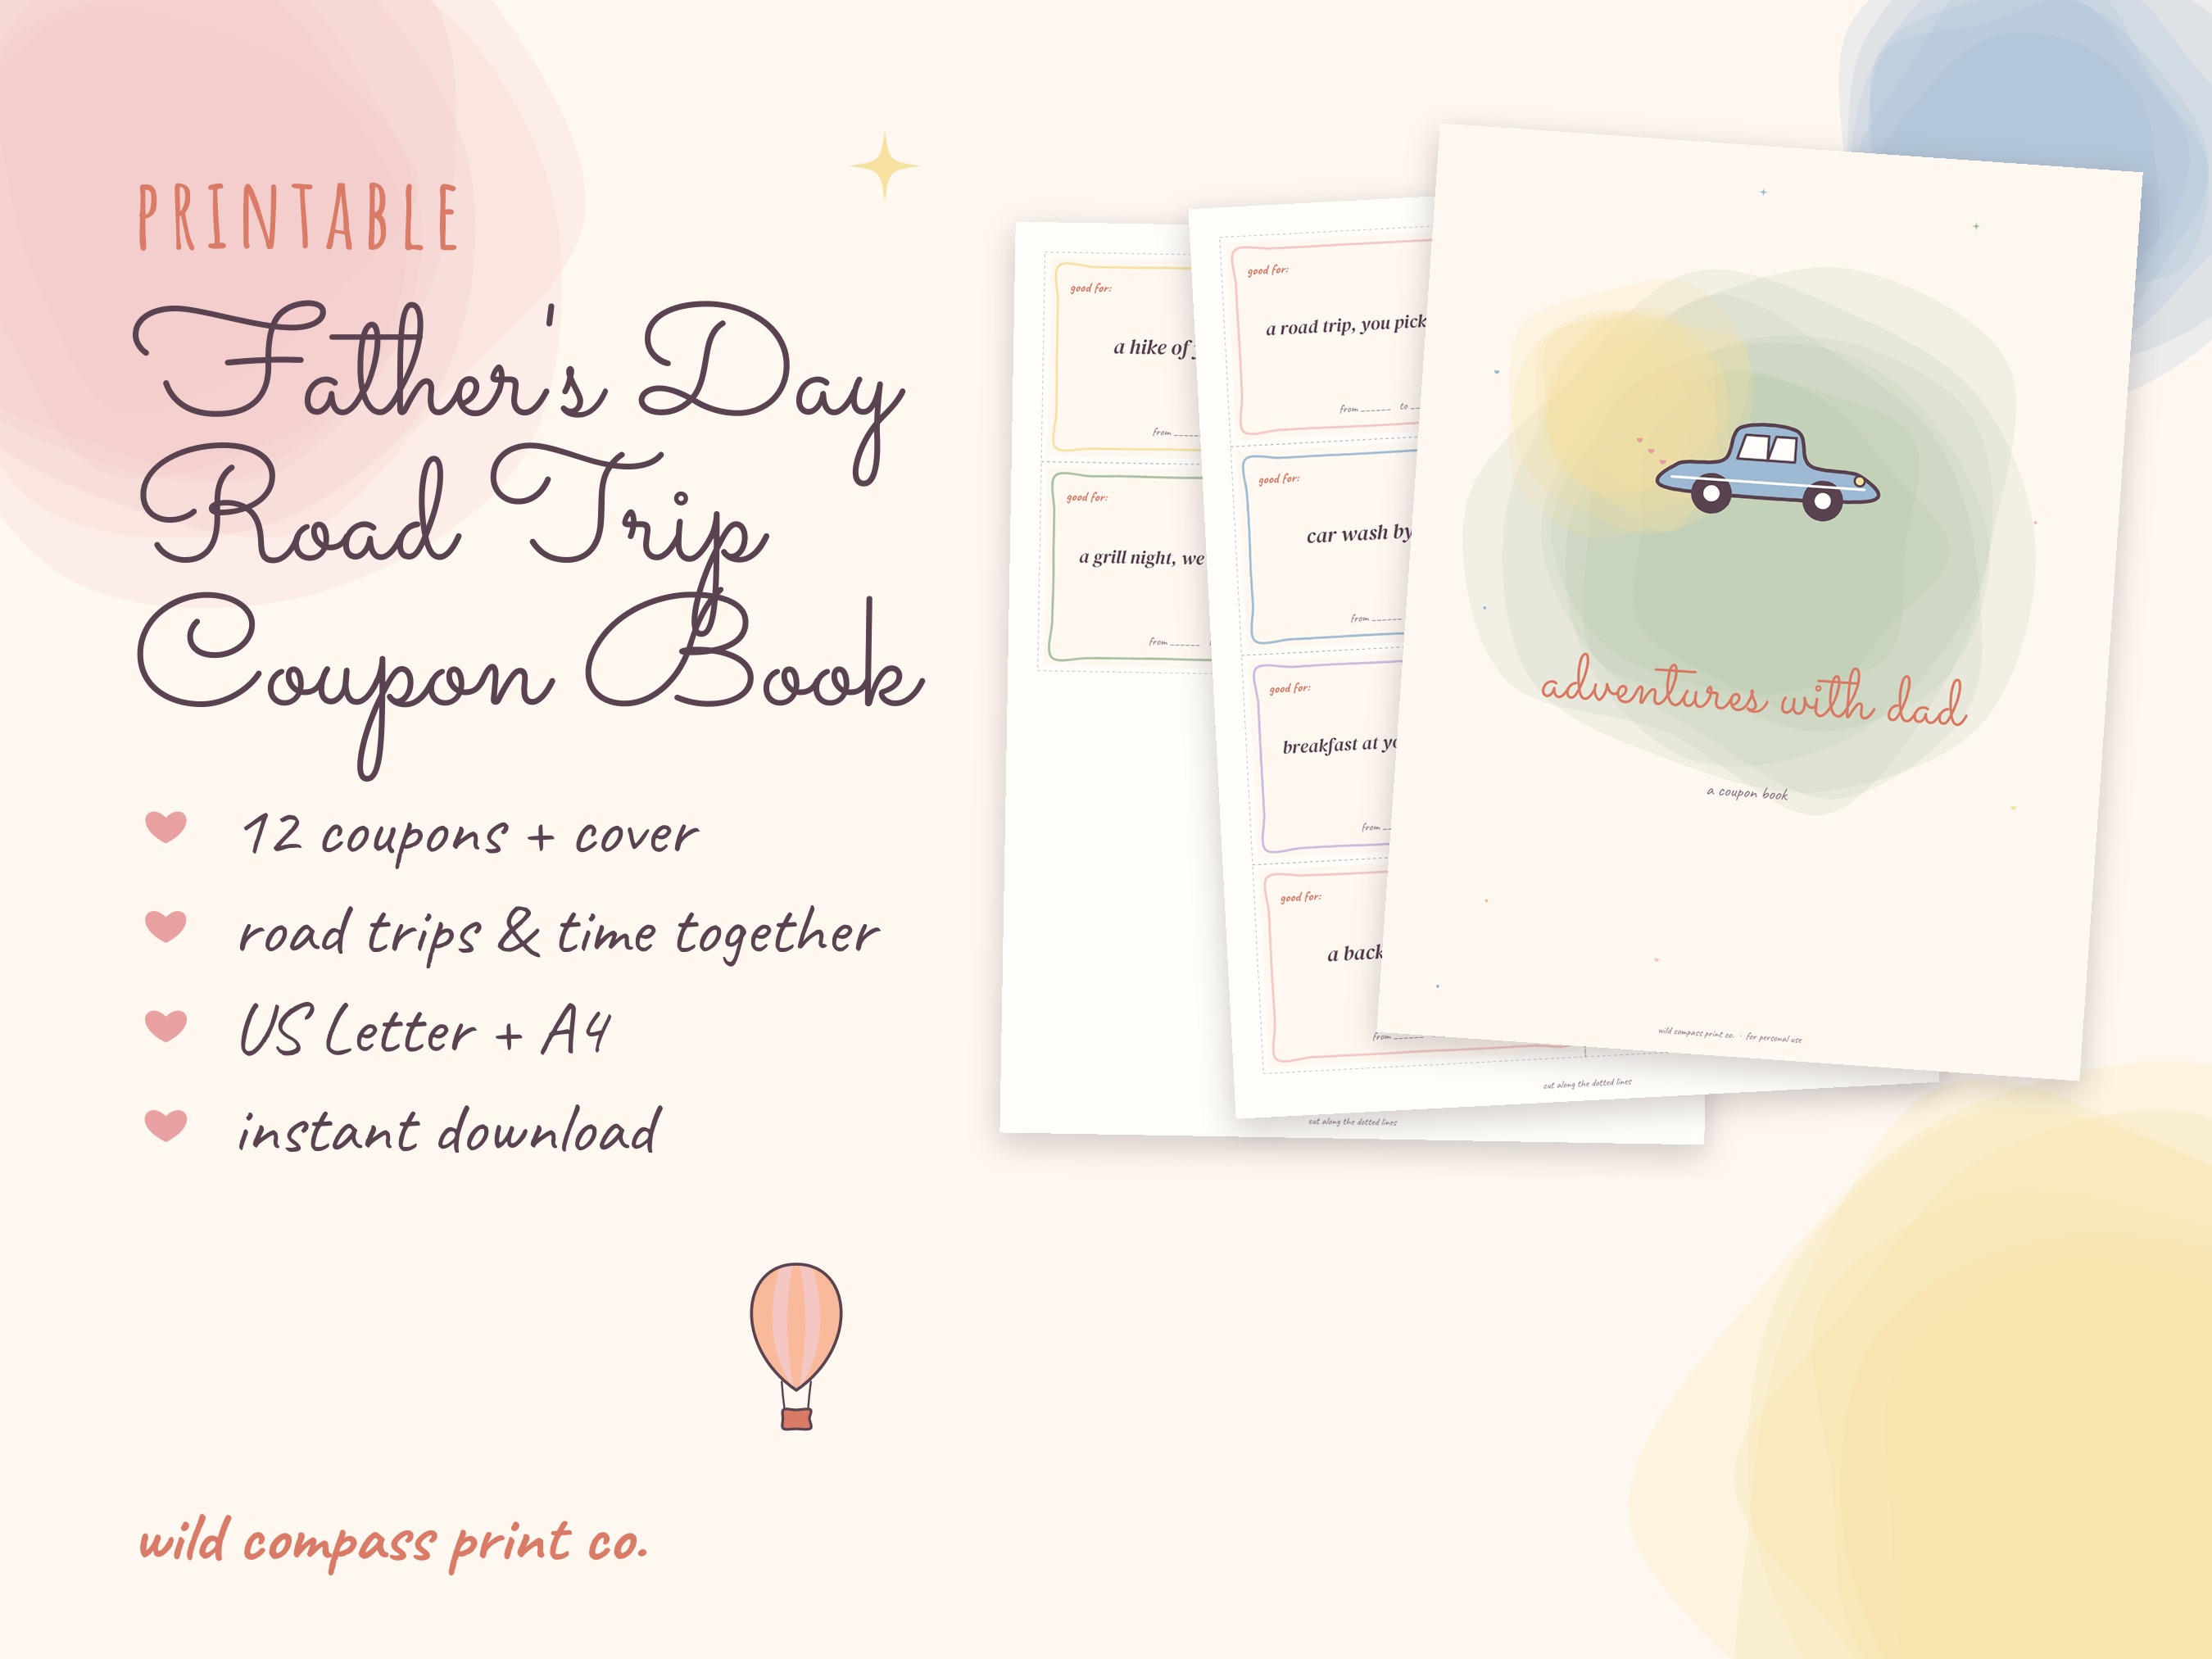 PRINTABLE
Father's Day
Road Trip
Coupon Book
12 coupons + cover
road trips & time together
US Letter + A4
instant download
wild compass print co.
good for:
a hike of
from
good for:
a grill night, we
from
cut along the dotted lines
good for:
a road trip, you pick
from to
good for:
car wash by
from
good for:
breakfast at
from
good for:
a back
from
cut along the dotted lines
adventures with dad
a coupon book
wild compass print co. · for personal use